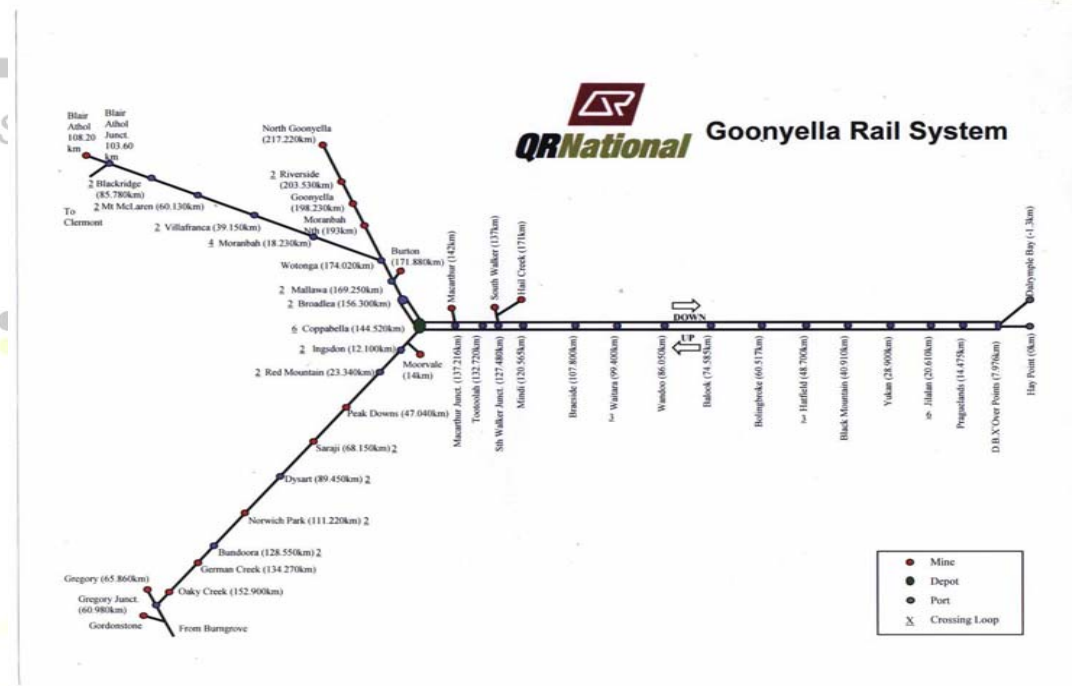 QRNational
Goonyella Rail System
Blair
Athol
108.20
km
Blair
Athol
Junct.
103.60
km
2 Blackridge
(85.780km)
To
Clermont
2 Mt McLaren (60.130km)
2 Villafranca (39.150km)
4 Moranbah (18.230km)
North Goonyella
(217.220km)
2 Riverside
(203.530km)
Goonyella
(198.230km)
Moranbah
Nth (193km)
Wotonga (174.020km)
Burton
(171.880km)
2 Mallawa (169.250km)
2 Broadlea (156.300km)
6 Coppabella (144.520km)
Macarthur (142km)
South Walker (137km)
Hail Creek (171km)
DOWN
UP
Dalrymple Bay (-1.3km)
Hay Point (0km)
Macarthur Junct. (137.216km)
Tootoolah (132.720km)
Sth Walker Junct. (127.480km)
Mindi (120.565km)
Braeside (107.800km)
Waitara (99.400km)
Wandoo (86.050km)
Balook (74.585km)
Bolingbroke (60.517km)
Hatfield (48.700km)
Black Mountain (40.910km)
Yukan (28.900km)
Jilalan (20.610km)
Praguelands (14.475km)
D.B.X'Over Points (7.976km)
2 Ingsdon (12.100km)
Moorvale
(14km)
2 Red Mountain (23.340km)
Peak Downs (47.040km)
Saraji (68.150km) 2
Dysart (89.450km) 2
Norwich Park (111.220km) 2
Bundoora (128.550km) 2
German Creek (134.270km)
Gregory (65.860km)
Oaky Creek (152.900km)
Gregory Junct.
(60.980km)
Gordonstone
From Burngrove
Mine
Depot
Port
X Crossing Loop